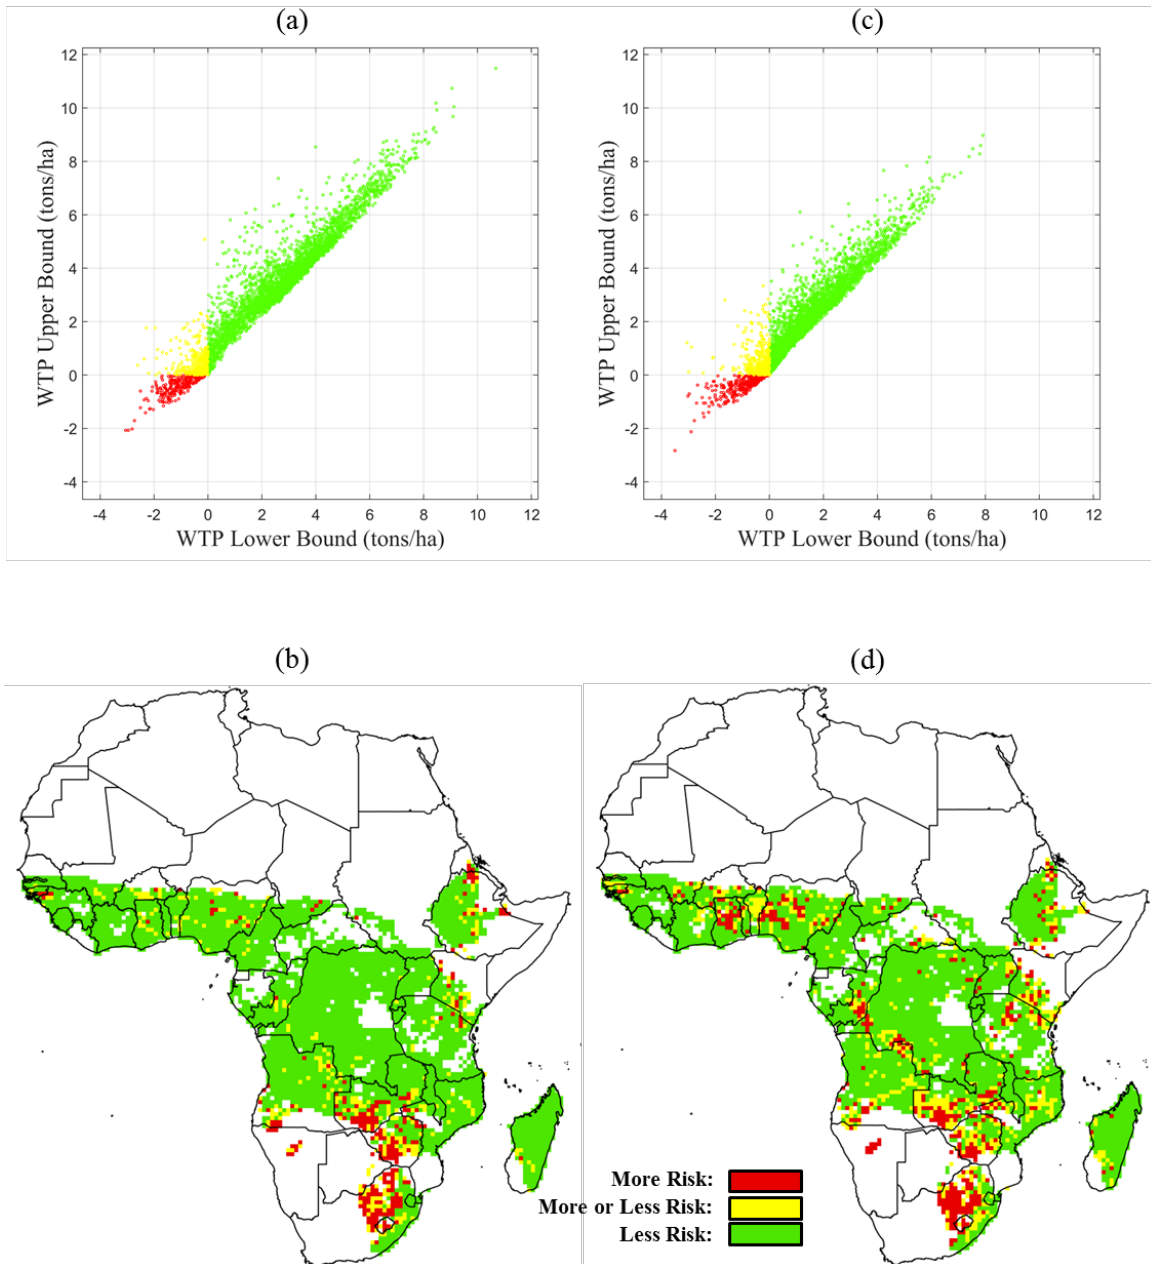 (a)
(c)
12
10
8
6
4
2
0
-2
-4
WTP Upper Bound (tons/ha)
-4 -2 0 2 4 6 8 10 12
WTP Lower Bound (tons/ha)
12
10
8
6
4
2
0
-2
-4
WTP Upper Bound (tons/ha)
-4 -2 0 2 4 6 8 10 12
WTP Lower Bound (tons/ha)
(b)
(d)
More Risk:
More or Less Risk:
Less Risk: